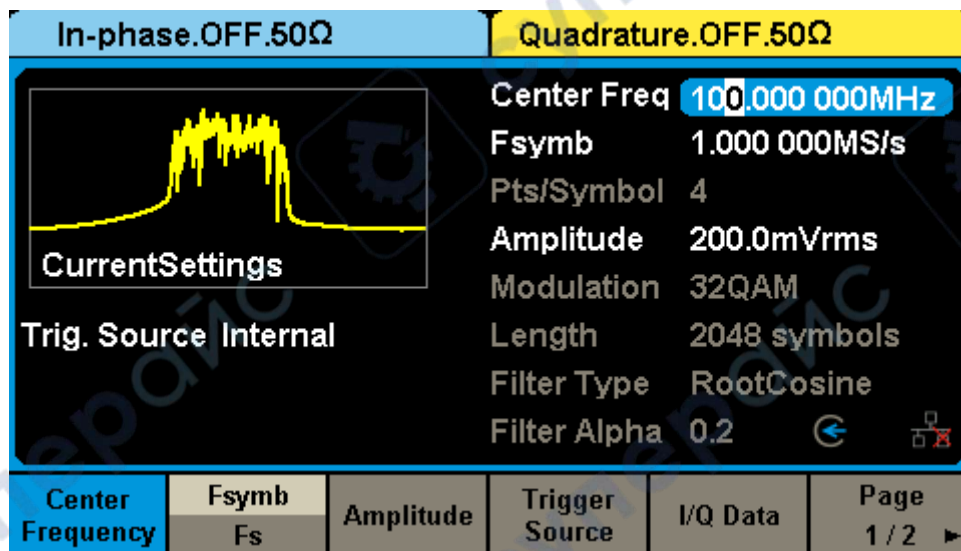 In-phase.OFF.50Ω
Quadrature.OFF.50Ω
CurrentSettings
Trig. Source Internal
Center Freq 100.000 000MHz
Fsymb 1.000 000MS/s
Pts/Symbol 4
Amplitude 200.0mVrms
Modulation 32QAM
Length 2048 symbols
Filter Type RootCosine
Filter Alpha 0.2
Center Frequency
Fsymb
Fs
Amplitude
Trigger Source
I/Q Data
Page 1/2